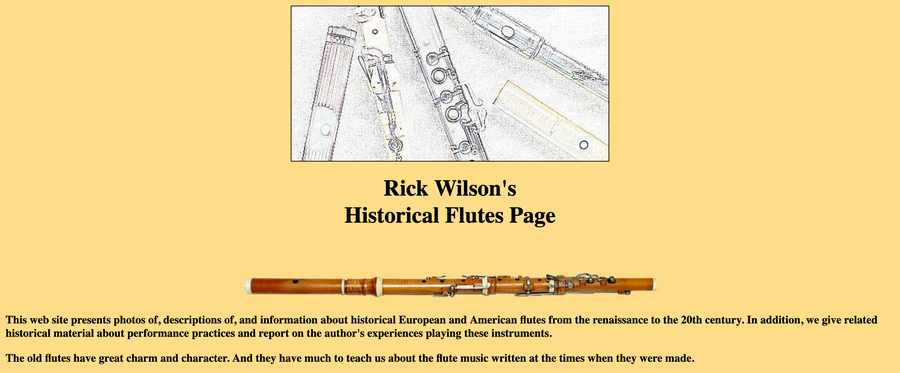 Rick Wilson's
Historical Flutes Page
This web site presents photos of, descriptions of, and information about historical European and American flutes from the renaissance to the 20th century. In addition, we give related
historical material about performance practices and report on the author's experiences playing these instruments.
The old flutes have great charm and character. And they have much to teach us about the flute music written at the times when they were made.